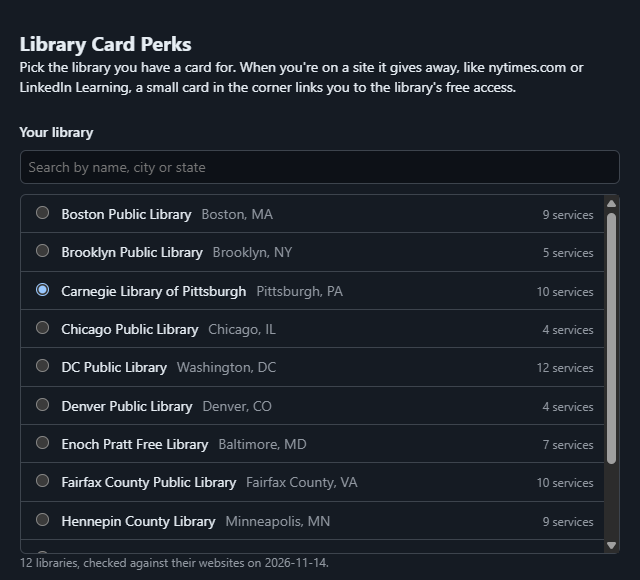 Library Card Perks
Pick the library you have a card for. When you're on a site it gives away, like nytimes.com or
LinkedIn Learning, a small card in the corner links you to the library's free access.
Your library
Search by name, city or state
Boston Public Library Boston, MA 9 services
Brooklyn Public Library Brooklyn, NY 5 services
Carnegie Library of Pittsburgh Pittsburgh, PA 10 services
Chicago Public Library Chicago, IL 4 services
DC Public Library Washington, DC 12 services
Denver Public Library Denver, CO 4 services
Enoch Pratt Free Library Baltimore, MD 7 services
Fairfax County Public Library Fairfax County, VA 10 services
Hennepin County Library Minneapolis, MN 9 services
12 libraries, checked against their websites on 2026-11-14.